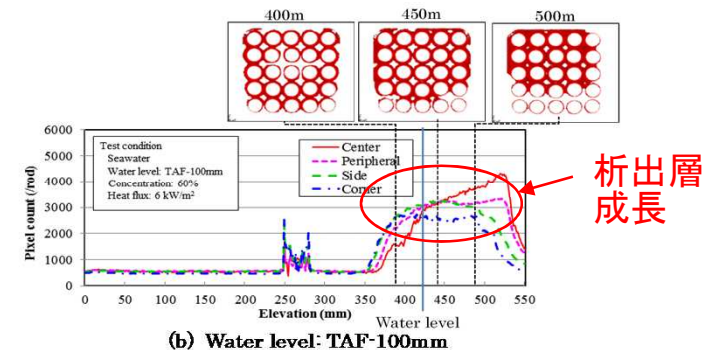 400m 450m 500m
6000
5000
4000
3000
2000
1000
0
Pixel count (/rod)
Test condition
Seawater
Water level: TAF-100mm
Concentration: 60%
Heat flux: 6 kW/m²
Center
Peripheral
Side
Corner
析出層
成長
0 50 100 150 200 250 300 350 400 450 500 550
Elevation (mm)
Water level
(b) Water level: TAF-100mm